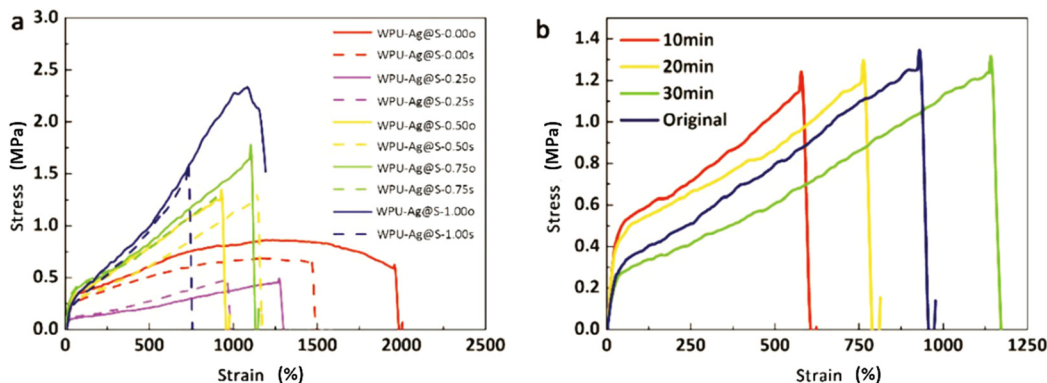 a
3.0
2.5
2.0
1.5
1.0
0.5
0.0
Stress (MPa)
WPU-Ag@S-0.00o
WPU-Ag@S-0.00s
WPU-Ag@S-0.25o
WPU-Ag@S-0.25s
WPU-Ag@S-0.50o
WPU-Ag@S-0.50s
WPU-Ag@S-0.75o
WPU-Ag@S-0.75s
WPU-Ag@S-1.00o
WPU-Ag@S-1.00s
0 500 1000 1500 2000 2500
Strain (%)
b
1.4
1.2
1.0
0.8
0.6
0.4
0.2
0.0
Stress (MPa)
10min
20min
30min
Original
0 250 500 750 1000 1250
Strain (%)